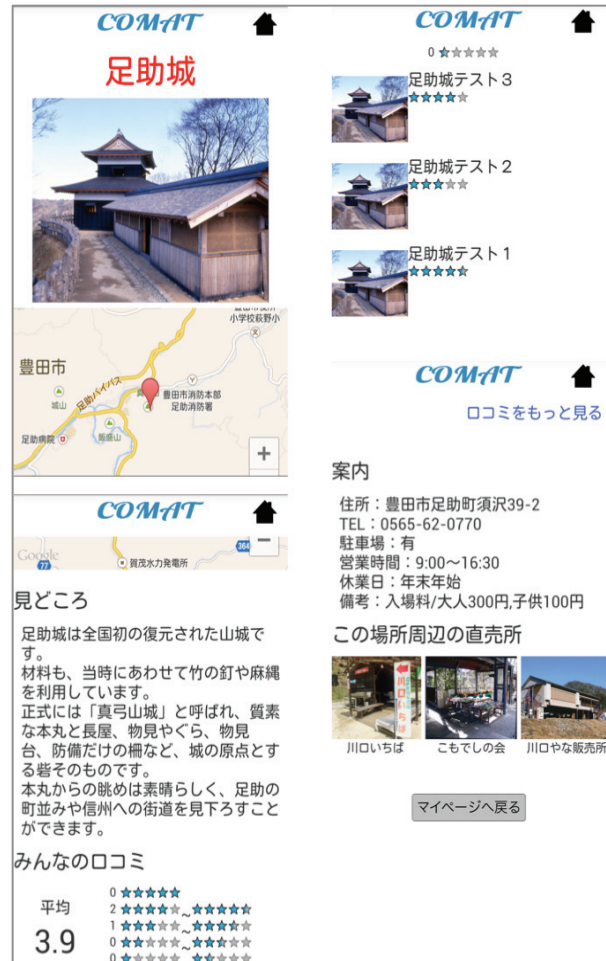 COMAT
足助城
小学校萩野小
豊田市
城山
足助バイパス
豊田市消防本部
足助消防署
足助病院
飯盛山
+
COMAT
Google
77
賀茂水力発電所
364
−
見どころ
足助城は全国初の復元された山城で
す。
材料も、当時にあわせて竹の釘や麻縄
を利用しています。
正式には「真弓山城」と呼ばれ、質素
な本丸と長屋、物見やぐら、物見
台、防備だけの柵など、城の原点とす
る砦そのものです。
本丸からの眺めは素晴らしく、足助の
町並みや信州への街道を見下ろすこと
ができます。
みんなの口コミ
平均
3.9
0 ★★★★★
2 ★★★★★~★★★★★
1 ★★★★★~★★★★★
0 ★★★★★~★★★★★
0 ★★★★★ ★★★★★
COMAT
0 ★★★★★
足助城テスト3
★★★★★
足助城テスト2
★★★★★
足助城テスト1
★★★★★
COMAT
口コミをもっと見る
案内
住所：豊田市足助町須沢39-2
TEL：0565-62-0770
駐車場：有
営業時間：9:00～16:30
休業日：年末年始
備考：入場料/大人300円,子供100円
この場所周辺の直売所
川口いちば
川口いちば こもでしの会 川口やな販売所
マイページへ戻る